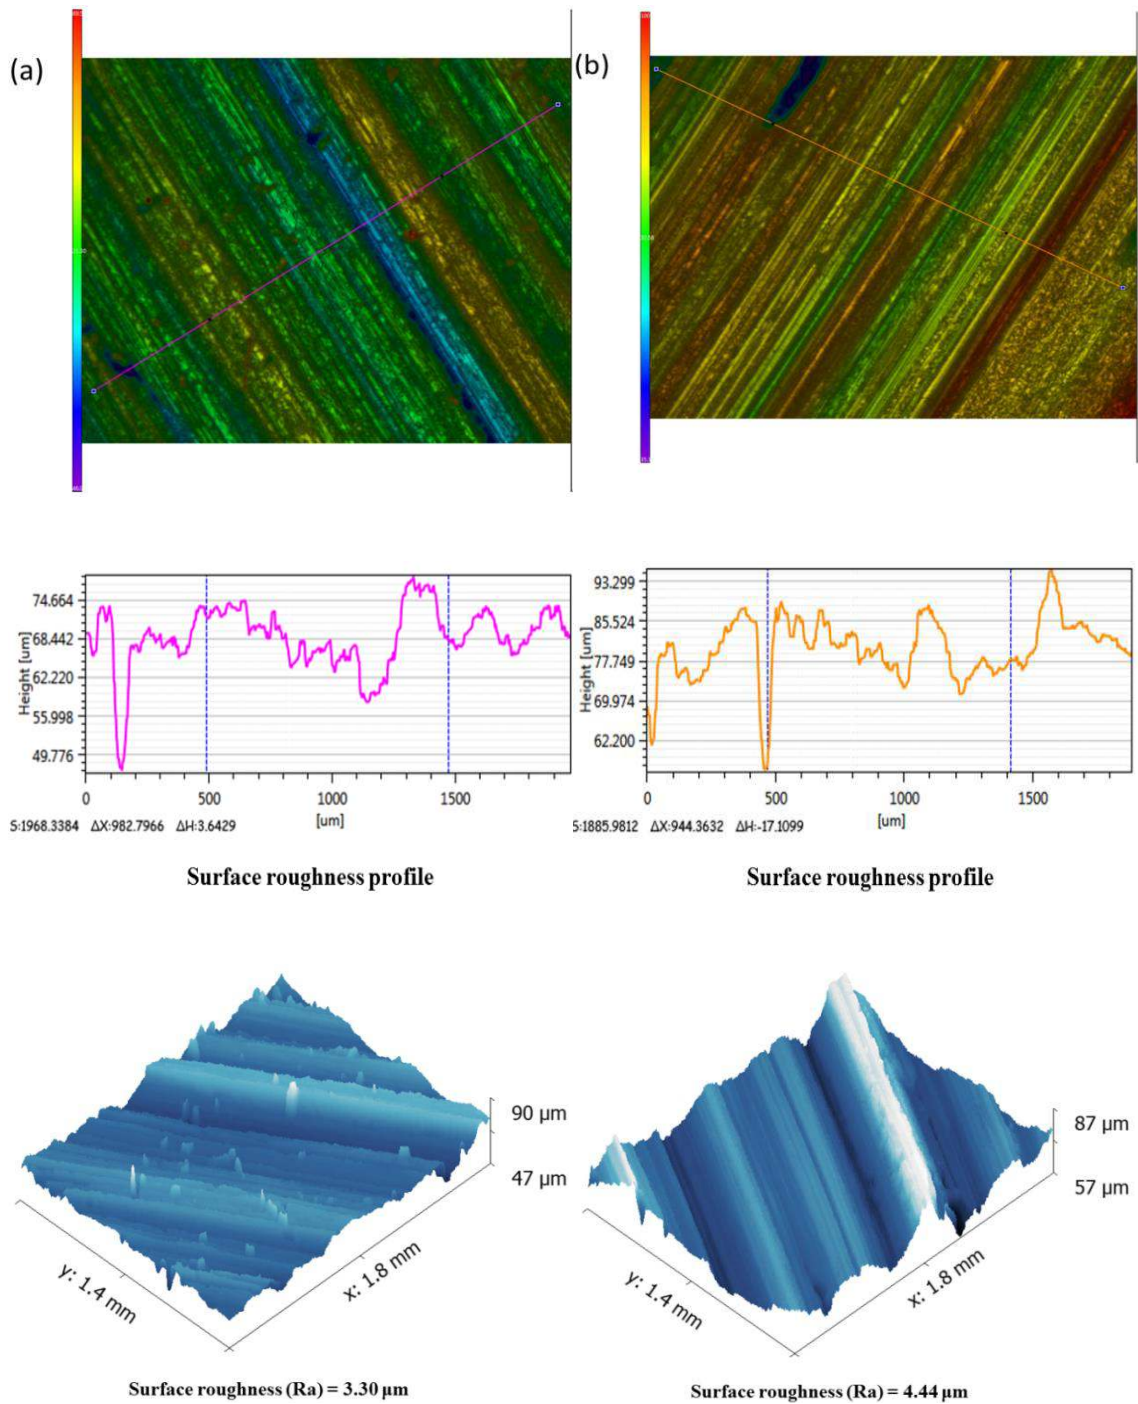 (a)
(b)
74.664
68.442
62.220
55.998
49.776
Height [um]
0
500
1000
1500
[um]
S:1968.3384 ΔX:982.7966 ΔH:3.6429
93.299
85.524
77.749
69.974
62.200
Height [um]
0
500
1000
1500
[um]
S:1885.9812 ΔX:944.3632 ΔH:-17.1099
Surface roughness profile
Surface roughness profile
90 µm
47 µm
y: 1.4 mm
x: 1.8 mm
87 µm
57 µm
y: 1.4 mm
x: 1.8 mm
Surface roughness (Ra) = 3.30 µm
Surface roughness (Ra) = 4.44 µm